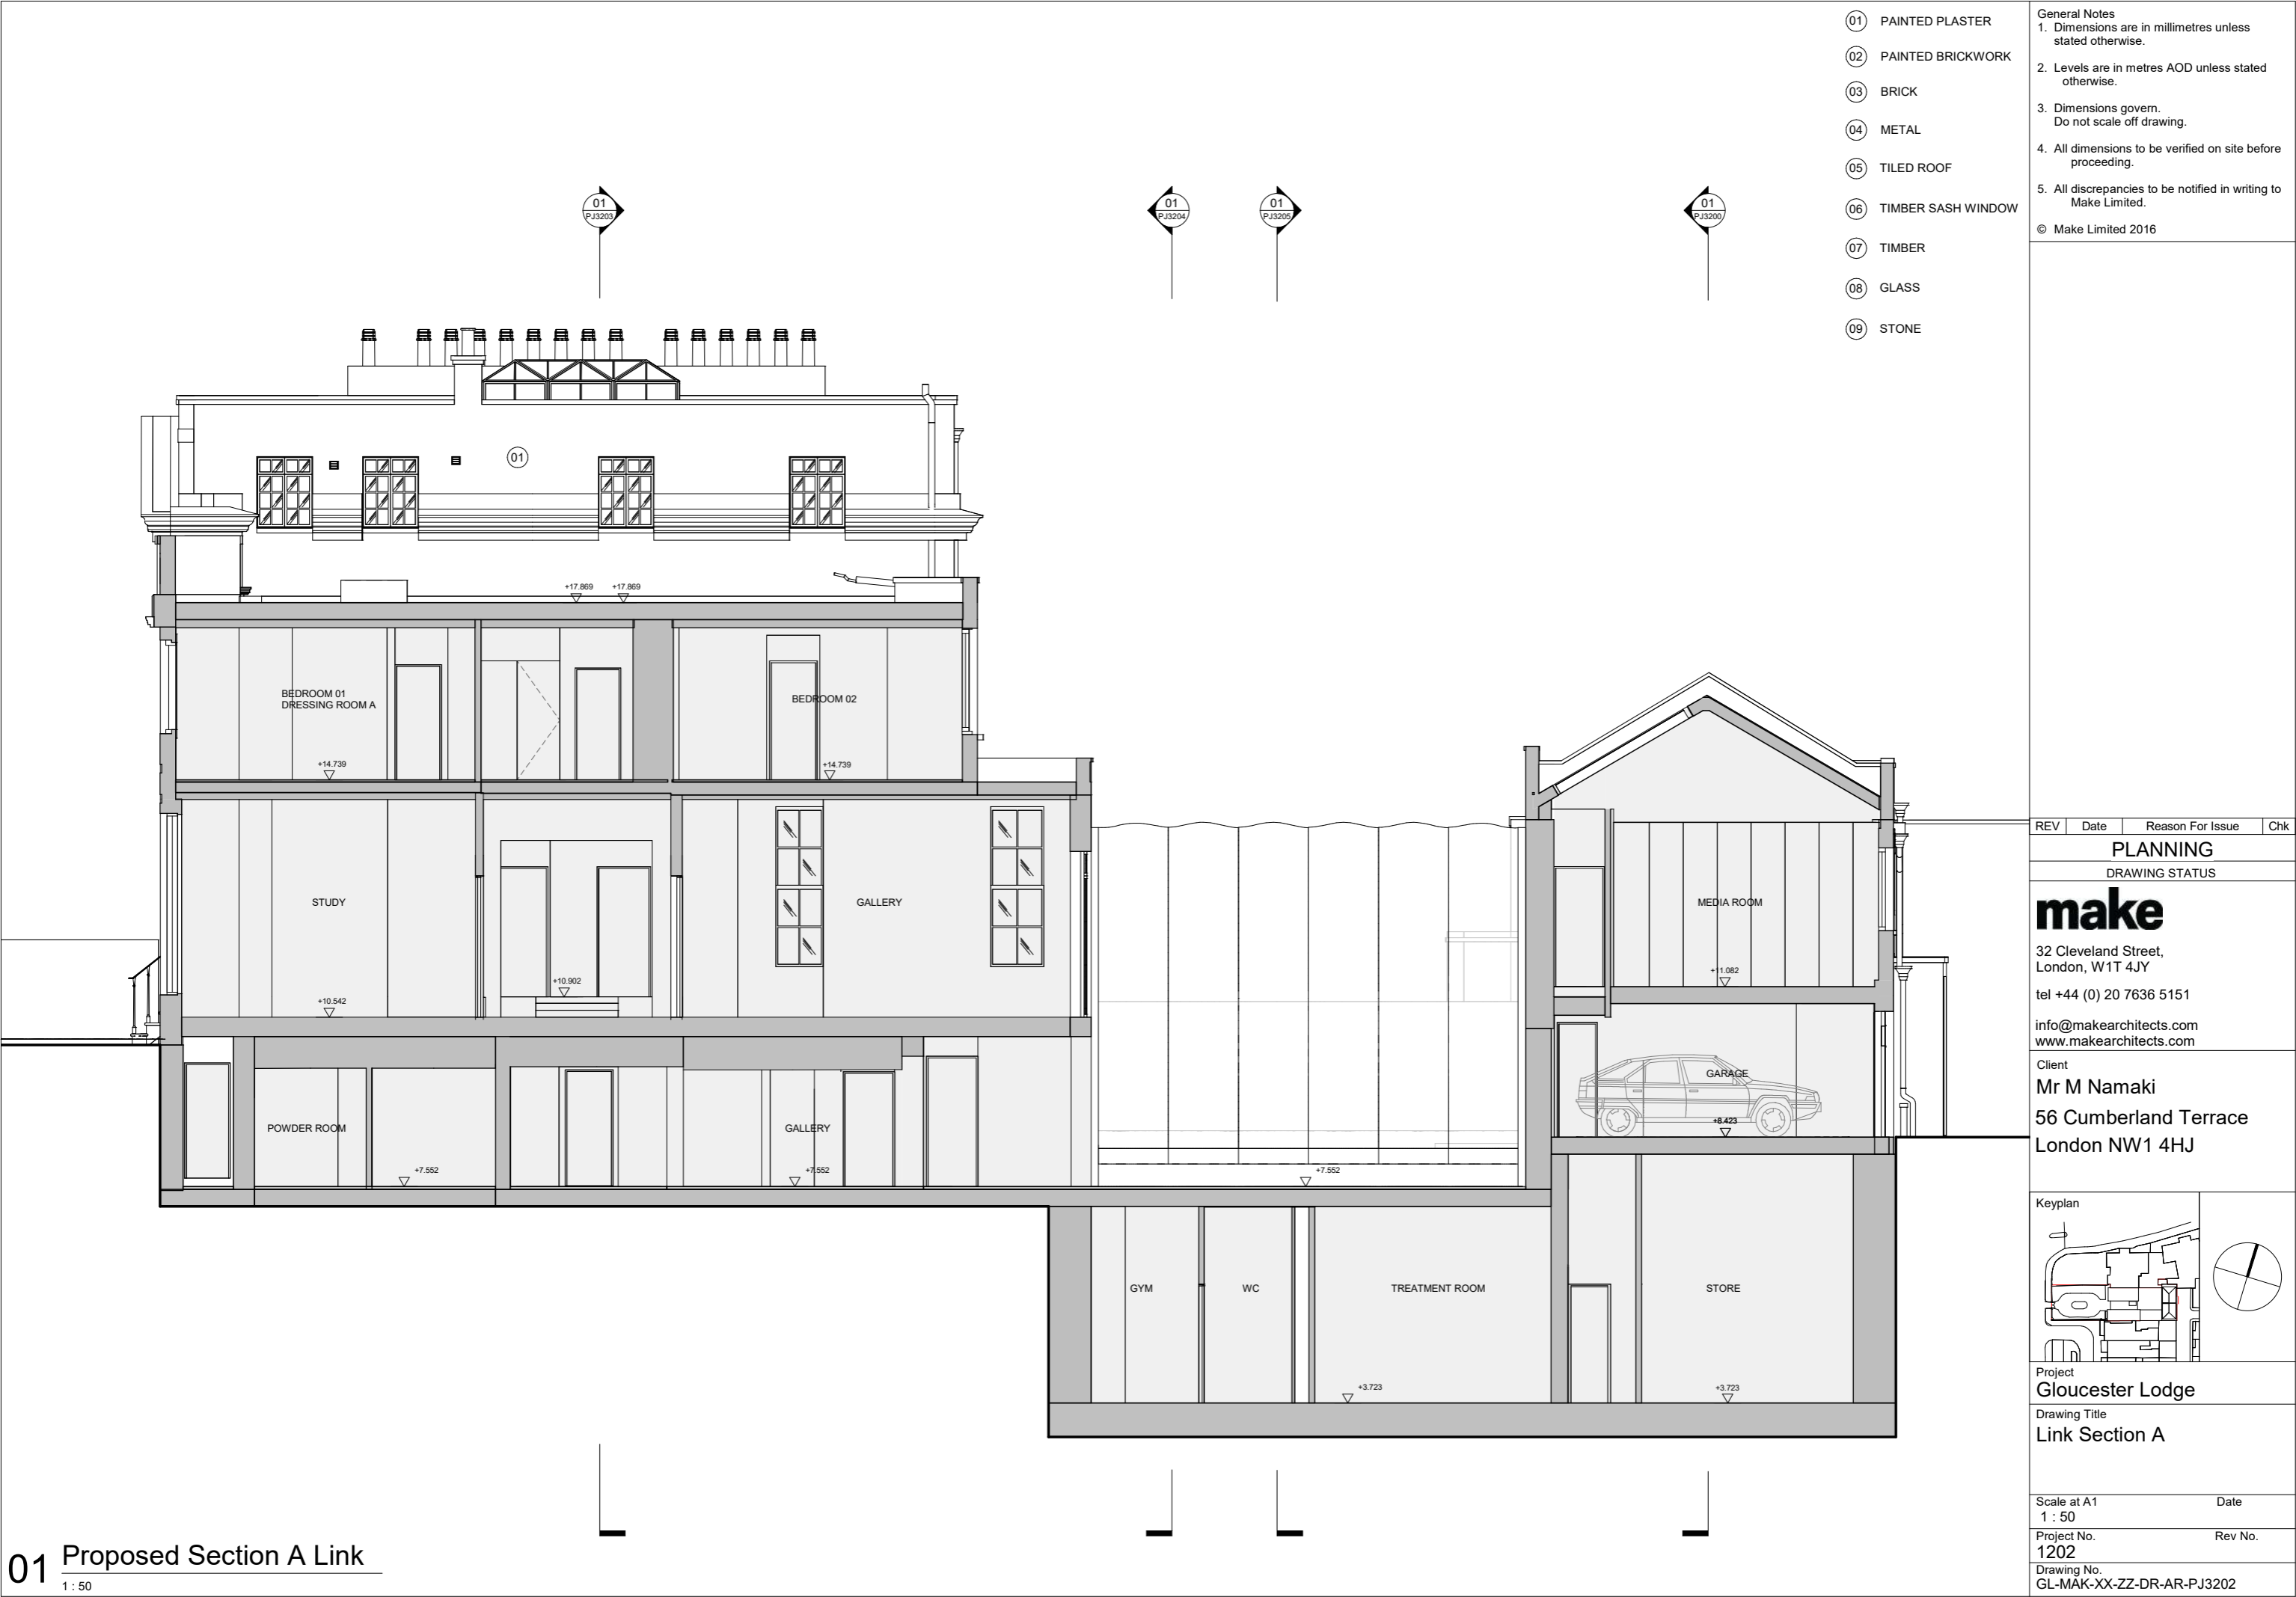 01 PAINTED PLASTER
02 PAINTED BRICKWORK
03 BRICK
04 METAL
05 TILED ROOF
06 TIMBER SASH WINDOW
07 TIMBER
08 GLASS
09 STONE
General Notes
1. Dimensions are in millimetres unless
stated otherwise.
2. Levels are in metres AOD unless stated
otherwise.
3. Dimensions govern.
Do not scale off drawing.
4. All dimensions to be verified on site before
proceeding.
5. All discrepancies to be notified in writing to
Make Limited.
© Make Limited 2016
01
PJ3203
01
PJ3204
01
PJ3205
01
PJ3200
01
+17.869 +17.869
BEDROOM 01
DRESSING ROOM A
BEDROOM 02
+14.739
+14.739
STUDY
GALLERY
MEDIA ROOM
+10.902
+11.082
+10.542
GARAGE
+8.423
POWDER ROOM
GALLERY
+7.552
+7.552
+7.552
GYM
WC
TREATMENT ROOM
STORE
+3.723
+3.723
01 Proposed Section A Link
1 : 50
REV Date Reason For Issue Chk
PLANNING
DRAWING STATUS
make
32 Cleveland Street,
London, W1T 4JY
tel +44 (0) 20 7636 5151
info@makearchitects.com
www.makearchitects.com
Client
Mr M Namaki
56 Cumberland Terrace
London NW1 4HJ
Keyplan
Project
Gloucester Lodge
Drawing Title
Link Section A
Scale at A1 Date
1 : 50
Project No. Rev No.
1202
Drawing No.
GL-MAK-XX-ZZ-DR-AR-PJ3202